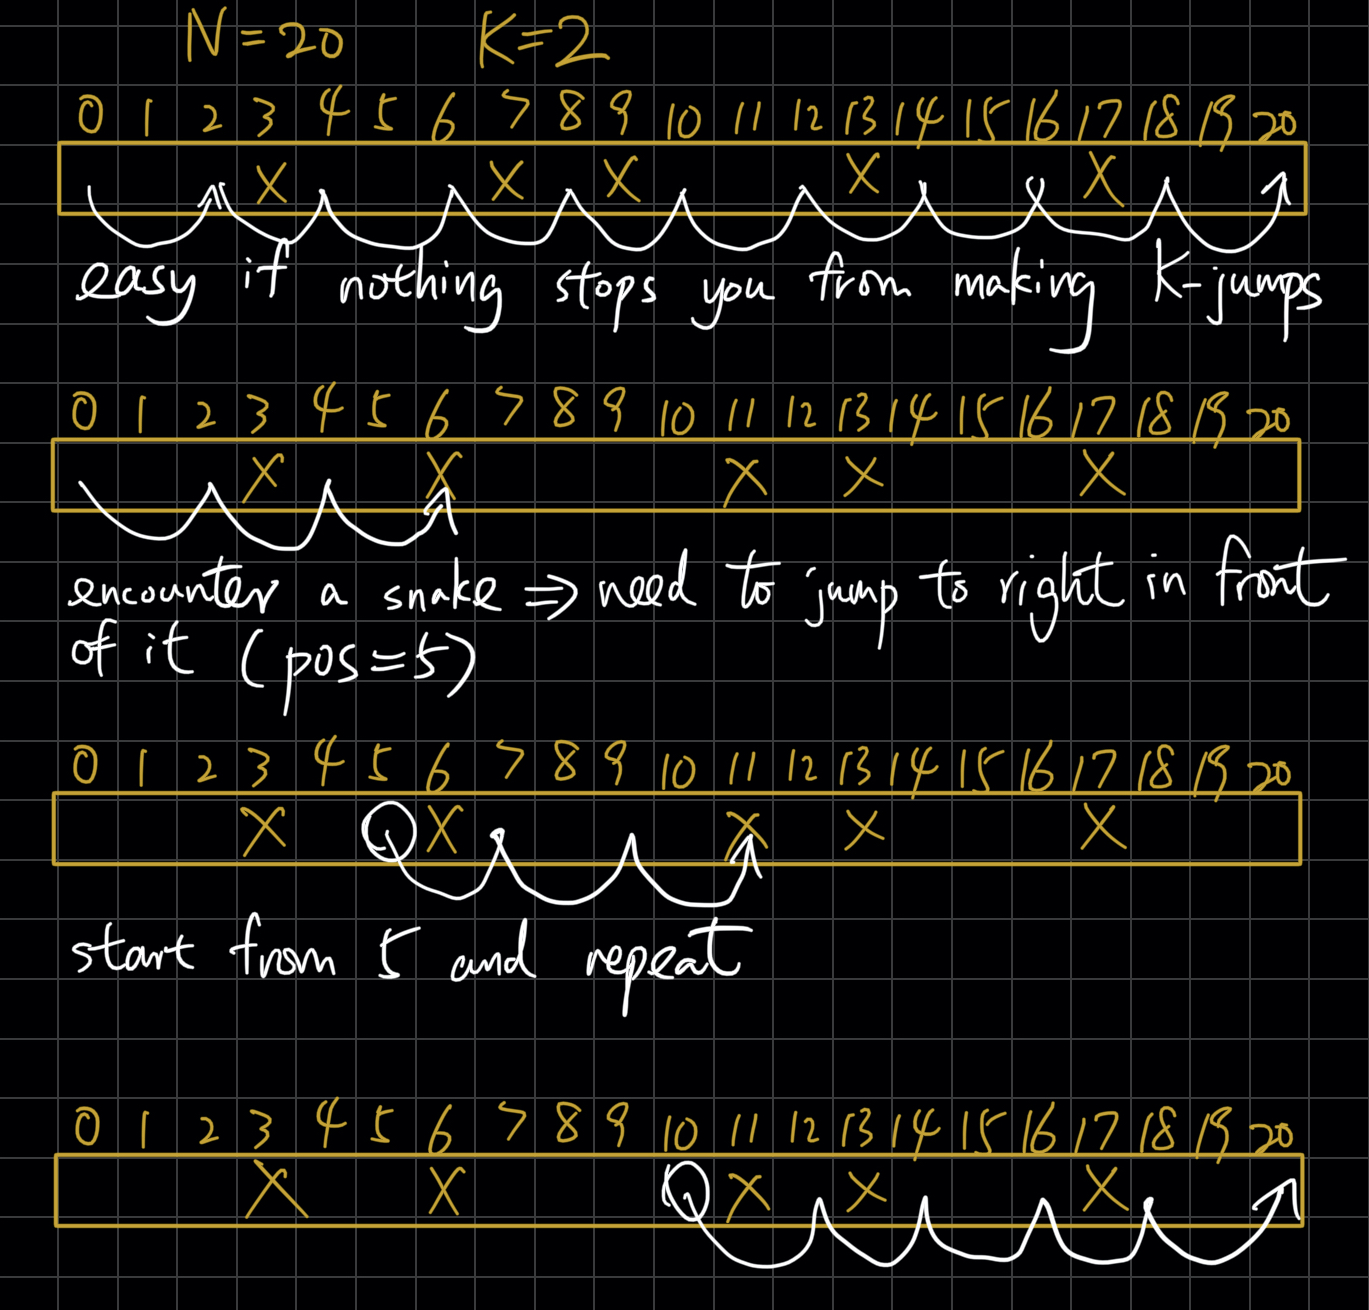 N=20 K=2
0 1 2 3 4 5 6 7 8 9 10 11 12 13 14 15 16 17 18 19 20
X X X X X
easy if nothing stops you from making K-jumps
0 1 2 3 4 5 6 7 8 9 10 11 12 13 14 15 16 17 18 19 20
X X X X X
encounter a snake => need to jump to right in front
of it (pos=5)
0 1 2 3 4 5 6 7 8 9 10 11 12 13 14 15 16 17 18 19 20
X X X X X
start from 5 and repeat
0 1 2 3 4 5 6 7 8 9 10 11 12 13 14 15 16 17 18 19 20
X X X X X